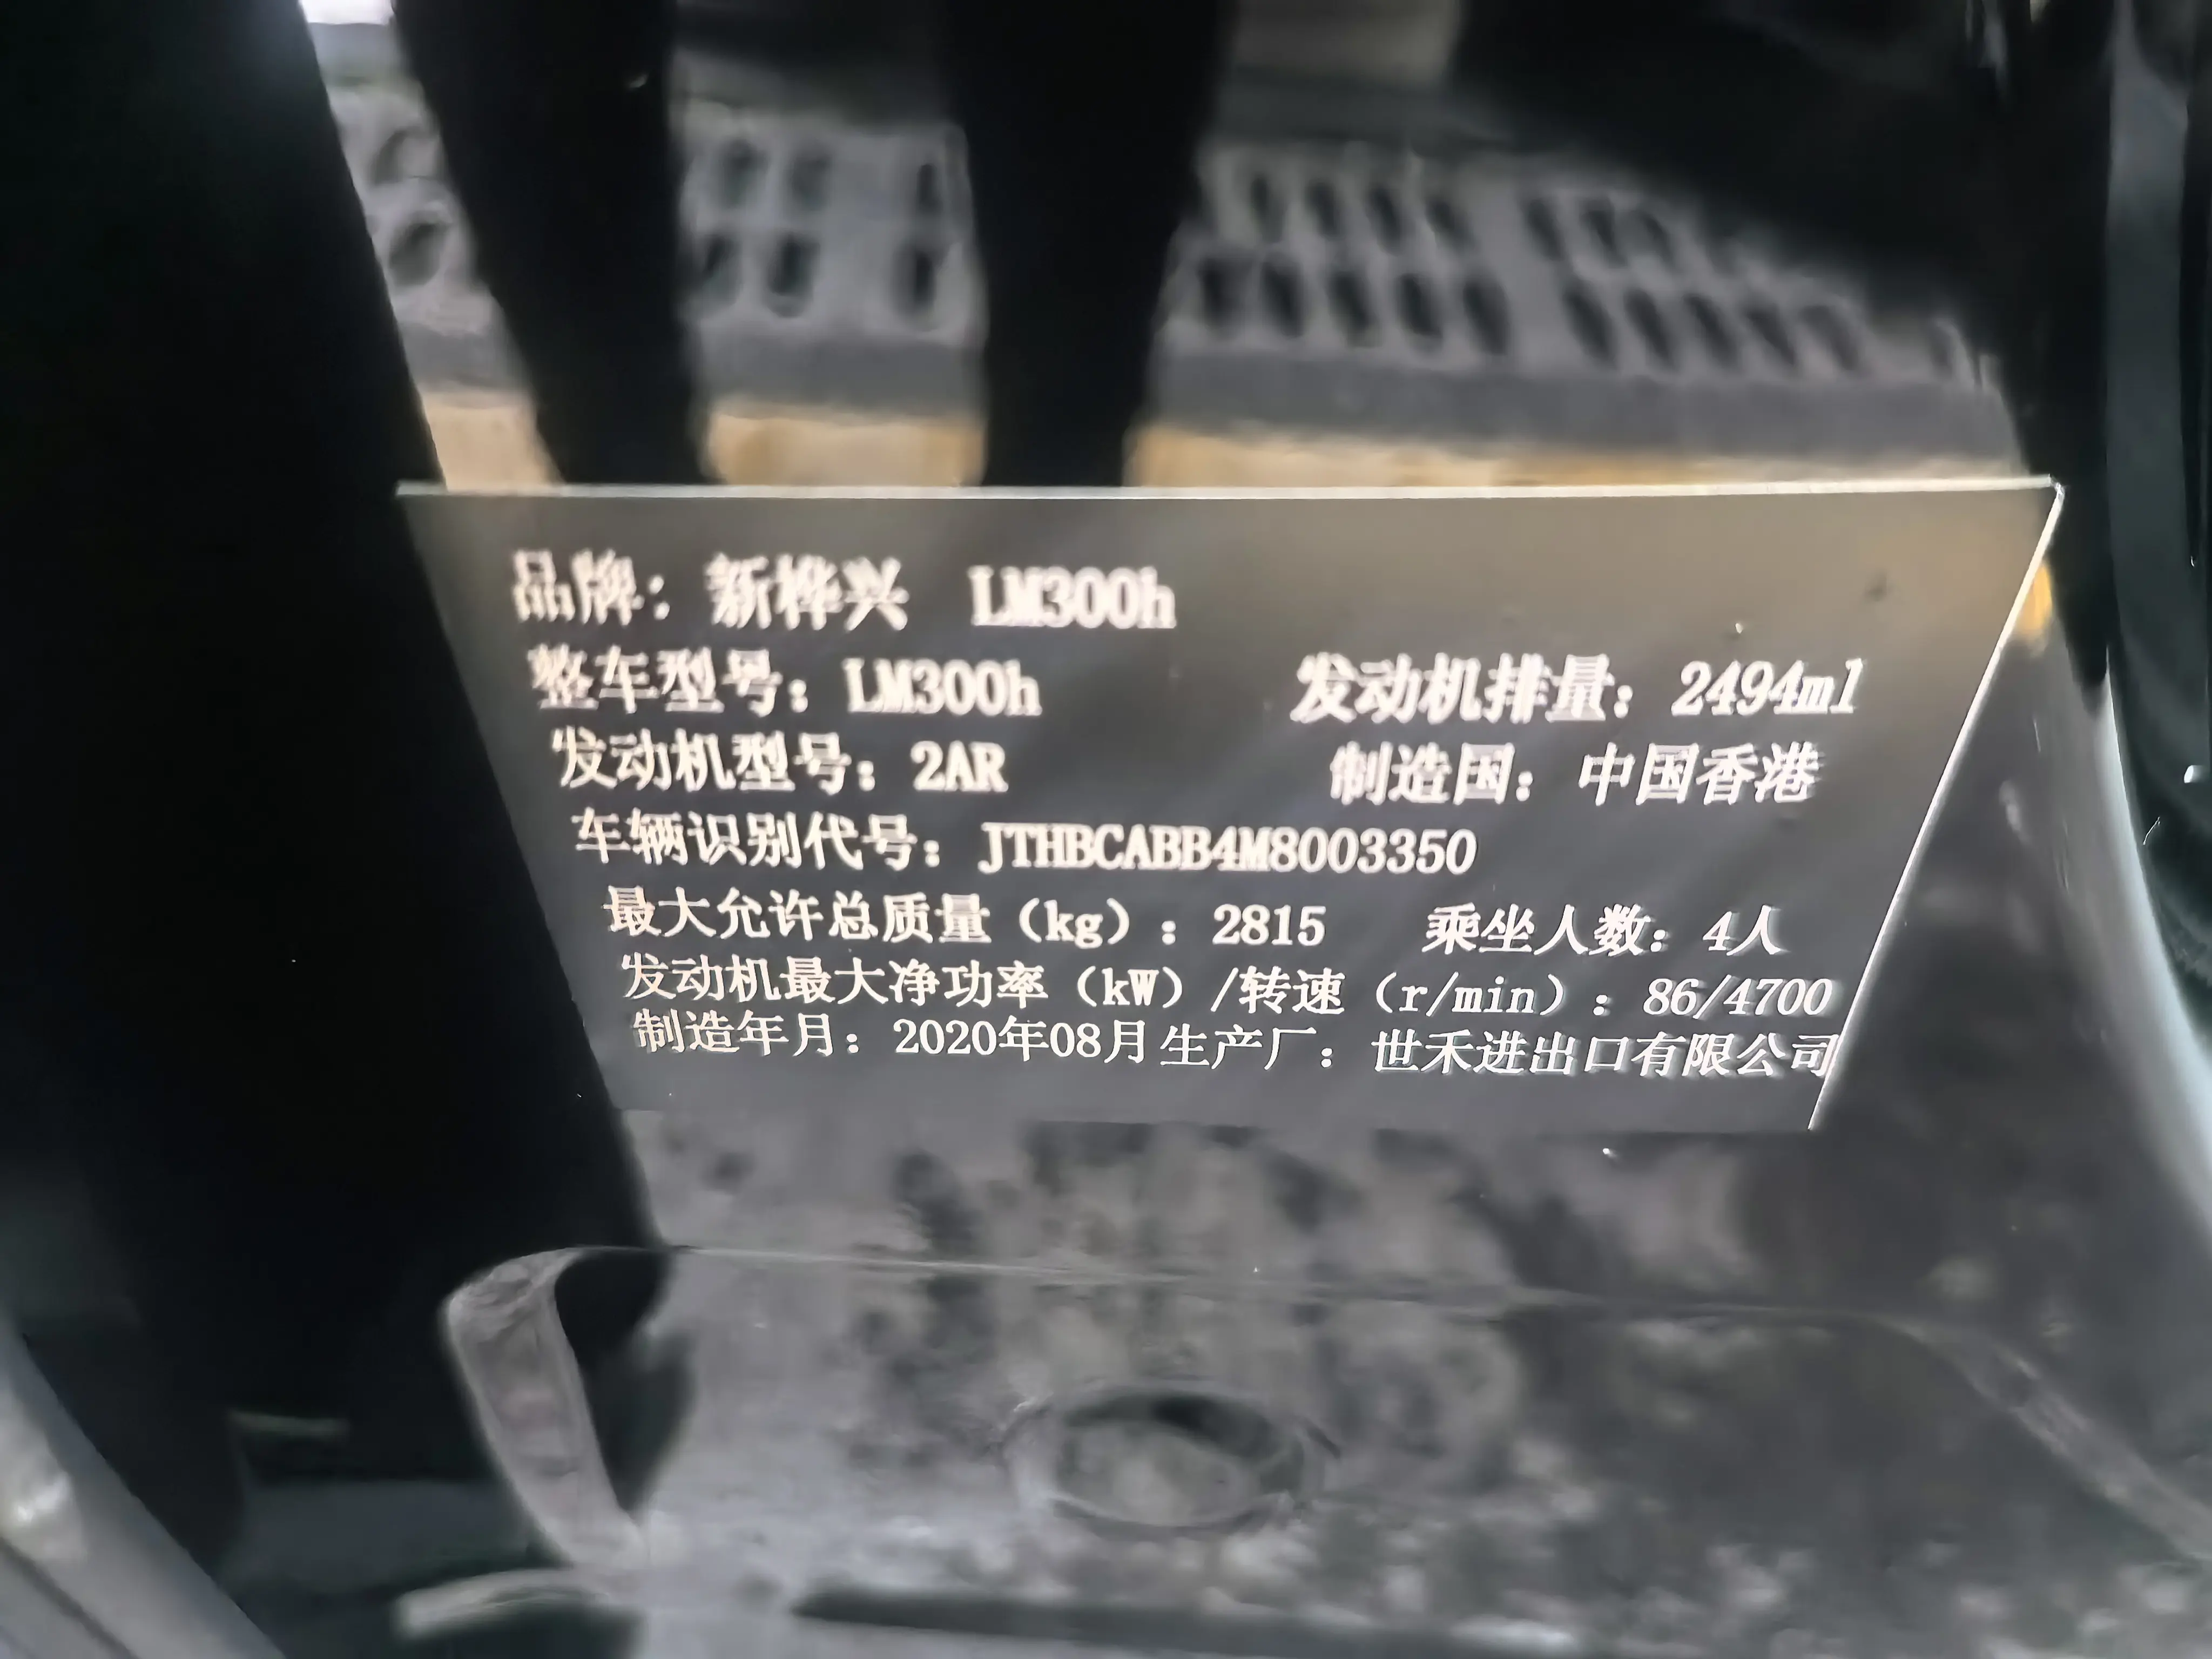 品牌：新桦兴 LM300h
整车型号：LM300h 发动机排量：2494ml
发动机型号：2AR 制造国：中国香港
车辆识别代号：JTHBCABB4M8003350
最大允许总质量（kg）：2815 乘坐人数：4人
发动机最大净功率（kW）/转速（r/min）：86/4700
制造年月：2020年08月 生产厂：世禾进出口有限公司